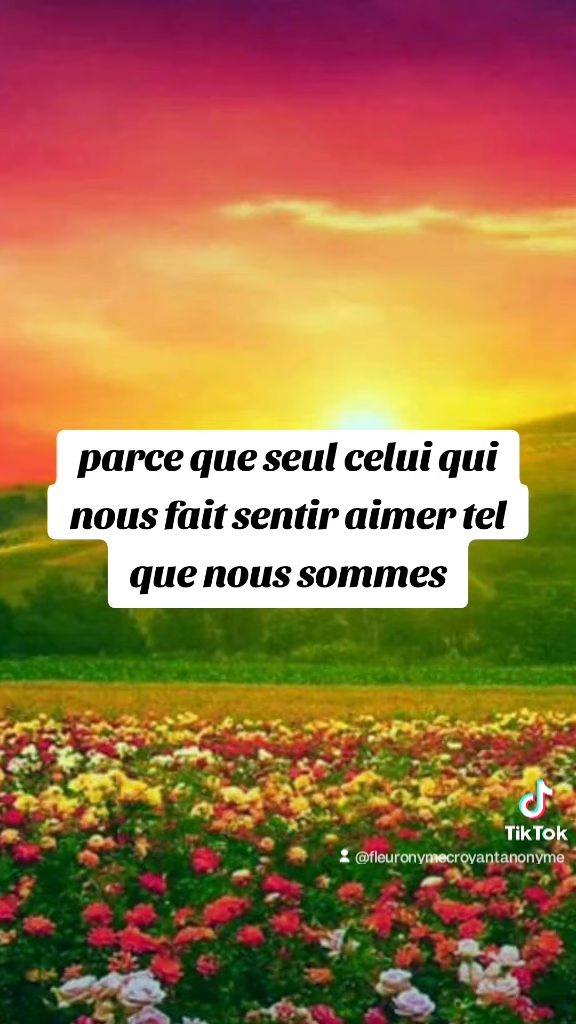 parce que seul celui qui
nous fait sentir aimer tel
que nous sommes
TikTok
@fleuronymecroyantanonyme